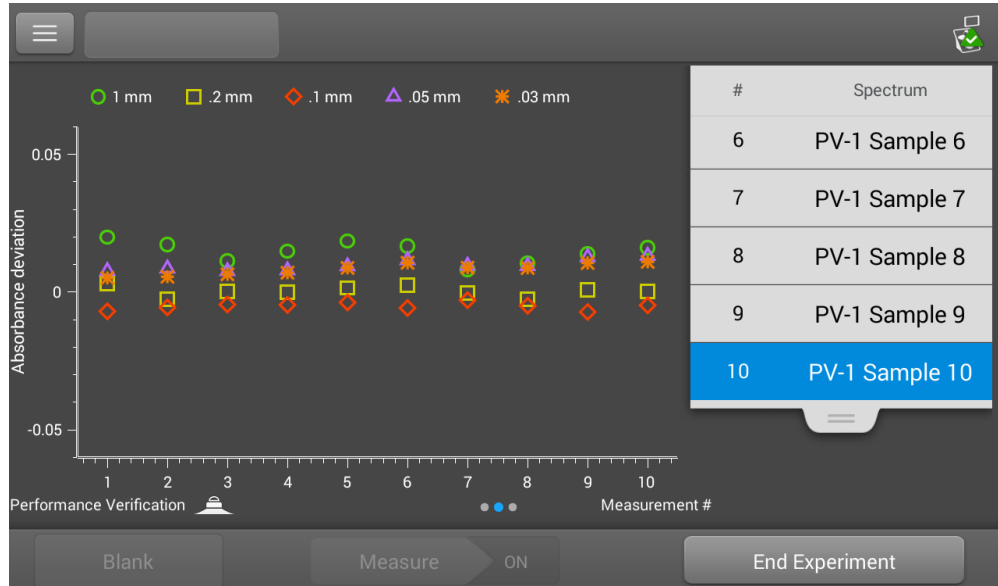 1 mm .2 mm .1 mm .05 mm .03 mm
# Spectrum
6 PV-1 Sample 6
7 PV-1 Sample 7
8 PV-1 Sample 8
9 PV-1 Sample 9
10 PV-1 Sample 10
Absorbance deviation
0.05
0
-0.05
1 2 3 4 5 6 7 8 9 10
Performance Verification
Measurement #
Blank
Measure ON
End Experiment